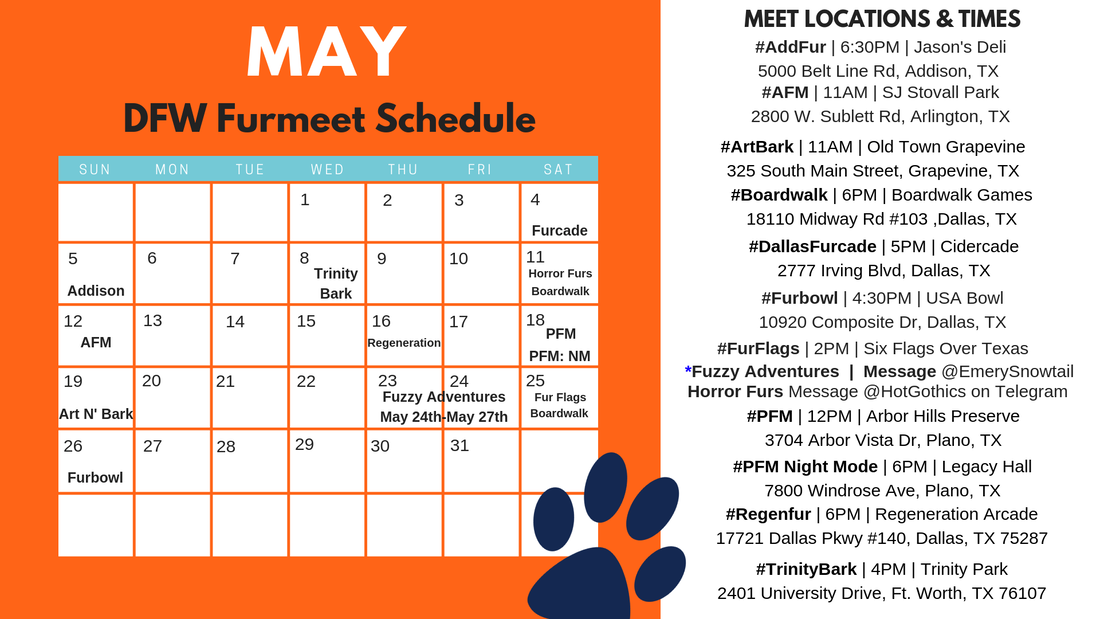 MAY
DFW Furmeet Schedule
SUN MON TUE WED THU FRI SAT
1 2 3 4
Furcade
5 6 7 8 9 10 11
Addison
Trinity
Bark
Horror Furs
Boardwalk
12 13 14 15 16 17 18
AFM
Regeneration
PFM
PFM: NM
19 20 21 22 23 24 25
Art N' Bark
Fuzzy Adventures
May 24th-May 27th
Fur Flags
Boardwalk
26 27 28 29 30 31
Furbowl
MEET LOCATIONS & TIMES
#AddFur | 6:30PM | Jason's Deli
5000 Belt Line Rd, Addison, TX
#AFM | 11AM | SJ Stovall Park
2800 W. Sublett Rd, Arlington, TX
#ArtBark | 11AM | Old Town Grapevine
325 South Main Street, Grapevine, TX
#Boardwalk | 6PM | Boardwalk Games
18110 Midway Rd #103 ,Dallas, TX
#DallasFurcade | 5PM | Cidercade
2777 Irving Blvd, Dallas, TX
#Furbowl | 4:30PM | USA Bowl
10920 Composite Dr, Dallas, TX
#FurFlags | 2PM | Six Flags Over Texas
*Fuzzy Adventures | Message @EmerySnowtail
Horror Furs Message @HotGothics on Telegram
#PFM | 12PM | Arbor Hills Preserve
3704 Arbor Vista Dr, Plano, TX
#PFM Night Mode | 6PM | Legacy Hall
7800 Windrose Ave, Plano, TX
#Regenfur | 6PM | Regeneration Arcade
17721 Dallas Pkwy #140, Dallas, TX 75287
#TrinityBark | 4PM | Trinity Park
2401 University Drive, Ft. Worth, TX 76107